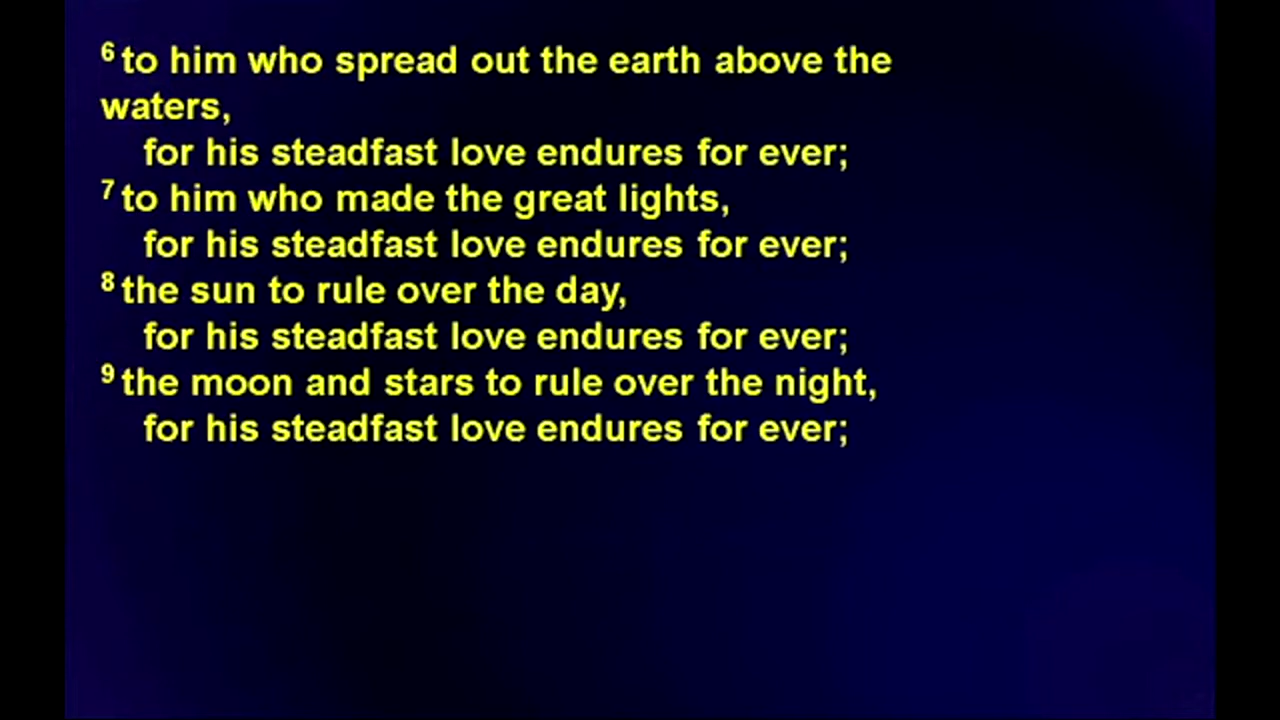 6 to him who spread out the earth above the
waters,
for his steadfast love endures for ever;
7 to him who made the great lights,
for his steadfast love endures for ever;
8 the sun to rule over the day,
for his steadfast love endures for ever;
9 the moon and stars to rule over the night,
for his steadfast love endures for ever;